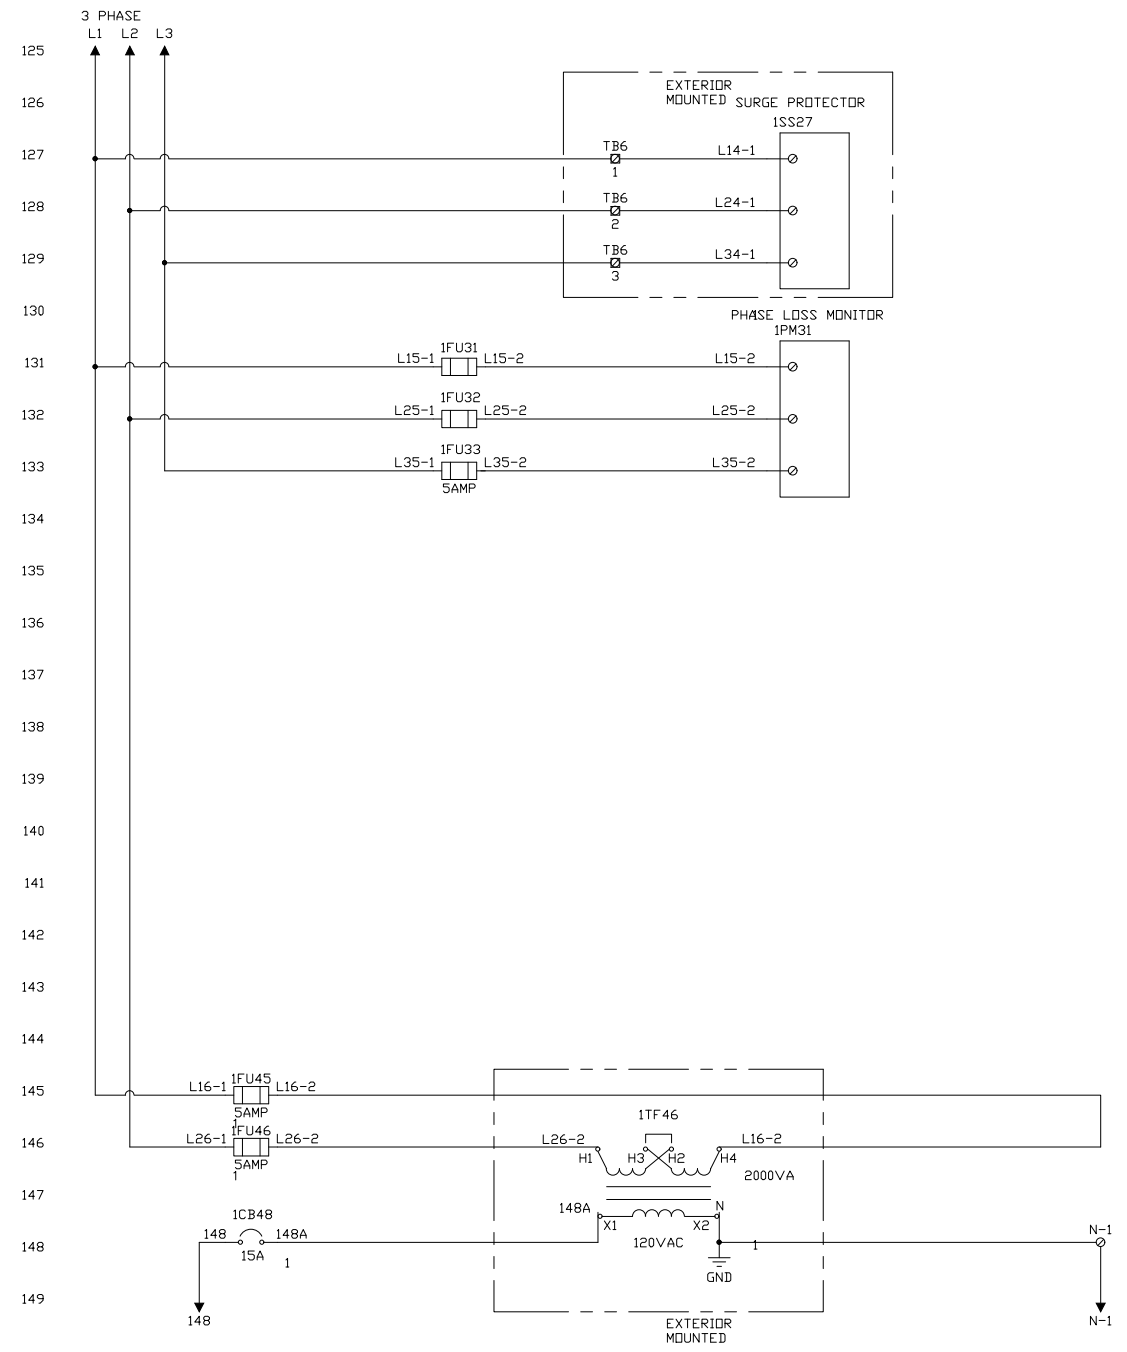 3 PHASE
L1 L2 L3
125
EXTERIOR
MOUNTED
126
SURGE PROTECTOR
1SS27
127
TB6
L14-1
1
128
TB6
L24-1
2
129
TB6
L34-1
3
130
PHASE LOSS MONITOR
1PM31
131
1FU31
L15-1 L15-2 L15-2
132
1FU32
L25-1 L25-2 L25-2
133
1FU33
L35-1 L35-2 L35-2
5AMP
134
135
136
137
138
139
140
141
142
143
144
145
1FU45
L16-1 L16-2
5AMP
1
1TF46
146
1FU46
L26-1 L26-2 L26-2 L16-2
H1 H3 H2 H4
5AMP
1
2000VA
147
148A N
X1 X2
1CB48
148 148A
N-1
148
15A
120VAC
1
1
GND
149
148
EXTERIOR
MOUNTED
N-1